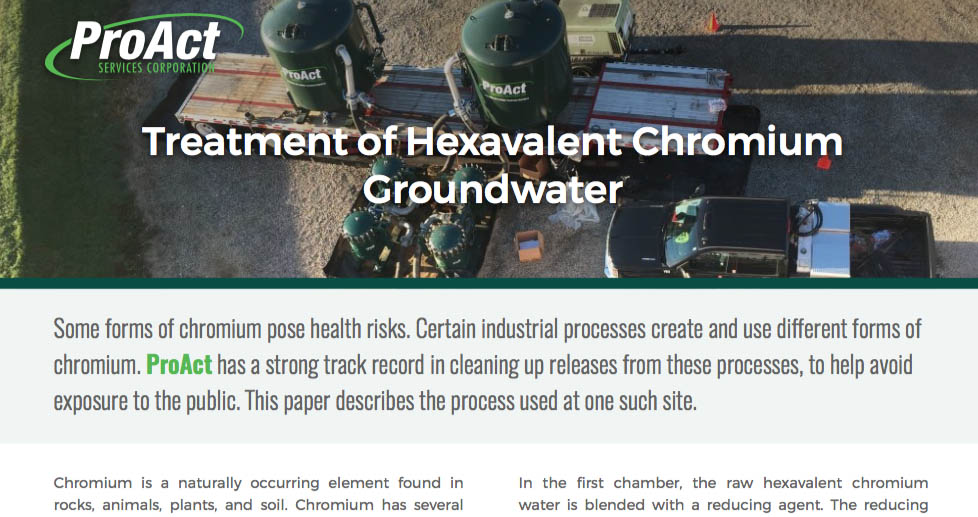 ProAct
SERVICES CORPORATION
ProAct
ProAct
Treatment of Hexavalent Chromium
Groundwater
Some forms of chromium pose health risks. Certain industrial processes create and use different forms of
chromium. ProAct has a strong track record in cleaning up releases from these processes, to help avoid
exposure to the public. This paper describes the process used at one such site.
Chromium is a naturally occurring element found in
rocks, animals, plants, and soil. Chromium has several
In the first chamber, the raw hexavalent chromium
water is blended with a reducing agent. The reducing